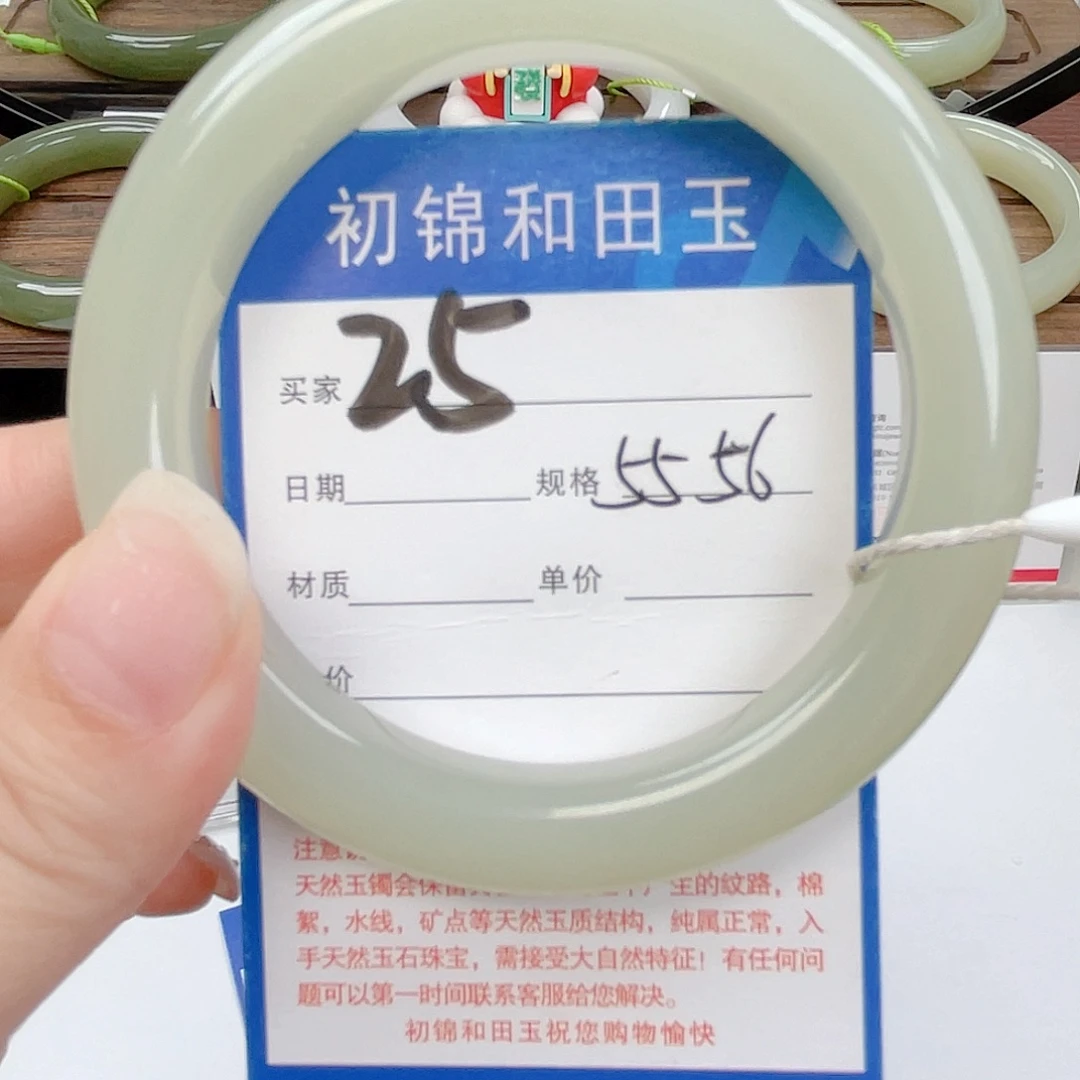 初锦和田玉
买家 25
日期 规格 55 56
材质 单价
价
注意
天然玉镯会保留 生的纹路，棉
絮，水线，矿点等天然玉质结构，纯属正常，入
手天然玉石珠宝，需接受大自然特征！有任何问
题可以第一时间联系客服给您解决。
初锦和田玉祝您购物愉快